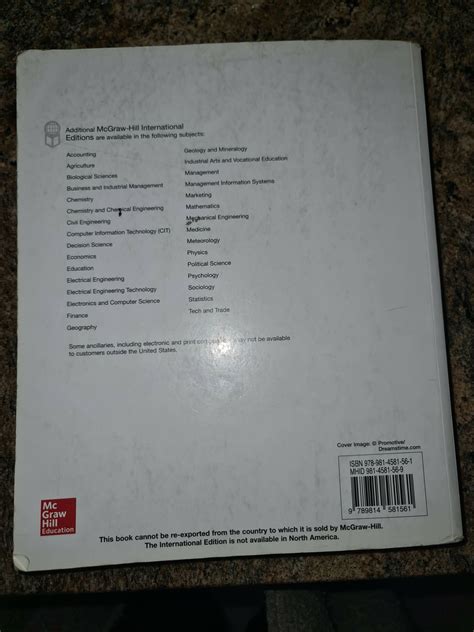 Additional McGraw-Hill International
Editions are available in the following subjects:
Accounting
Agriculture
Biological Sciences
Business and Industrial Management
Chemistry
Chemistry and Chemical Engineering
Civil Engineering
Computer Information Technology (CIT)
Decision Science
Economics
Education
Electrical Engineering
Electrical Engineering Technology
Electronics and Computer Science
Finance
Geography
Geology and Mineralogy
Industrial Arts and Vocational Education
Management
Management Information Systems
Marketing
Mathematics
Mechanical Engineering
Medicine
Meteorology
Physics
Political Science
Psychology
Sociology
Statistics
Tech and Trade
Some ancillaries, including electronic and print may not be available
to customers outside the United States.
Cover Image: © Promotive/
Dreamstime.com
ISBN 978-981-4581-56-1
MHID 981-4581-56-9
9 789814 581561
Mc
Graw
Hill
Education
This book cannot be re-exported from the country to which it is sold by McGraw-Hill.
The International Edition is not available in North America.